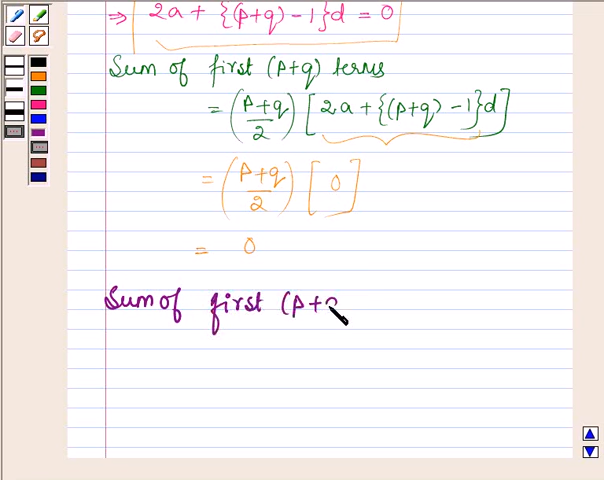 ⇒ 2a + {(p+q) - 1}d = 0
Sum of first (p+q) terms
= (p+q/2) [2a + {(p+q) - 1}d]
= (p+q/2) [0]
= 0
Sum of first (p+